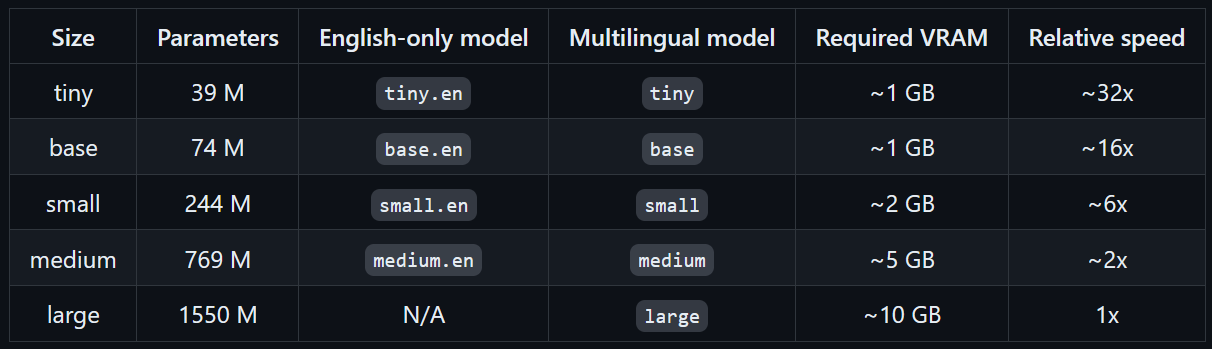 Size Parameters English-only model Multilingual model Required VRAM Relative speed
tiny 39 M tiny.en tiny ~1 GB ~32x
base 74 M base.en base ~1 GB ~16x
small 244 M small.en small ~2 GB ~6x
medium 769 M medium.en medium ~5 GB ~2x
large 1550 M N/A large ~10 GB 1x